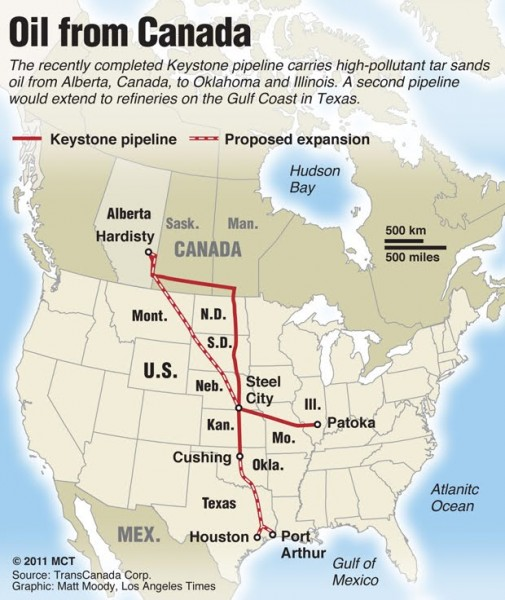 Oil from Canada
The recently completed Keystone pipeline carries high-pollutant tar sands
oil from Alberta, Canada, to Oklahoma and Illinois. A second pipeline
would extend to refineries on the Gulf Coast in Texas.
Keystone pipeline
Proposed expansion
Hudson
Bay
Alberta
Sask.
Man.
Hardisty
CANADA
500 km
500 miles
Mont.
N.D.
S.D.
U.S.
Neb.
Steel
City
Ill.
Kan.
Mo.
Patoka
Cushing
Okla.
Texas
Atlanitc
Ocean
MEX.
Houston
Port
Arthur
Gulf of
Mexico
© 2011 MCT
Source: TransCanada Corp.
Graphic: Matt Moody, Los Angeles Times